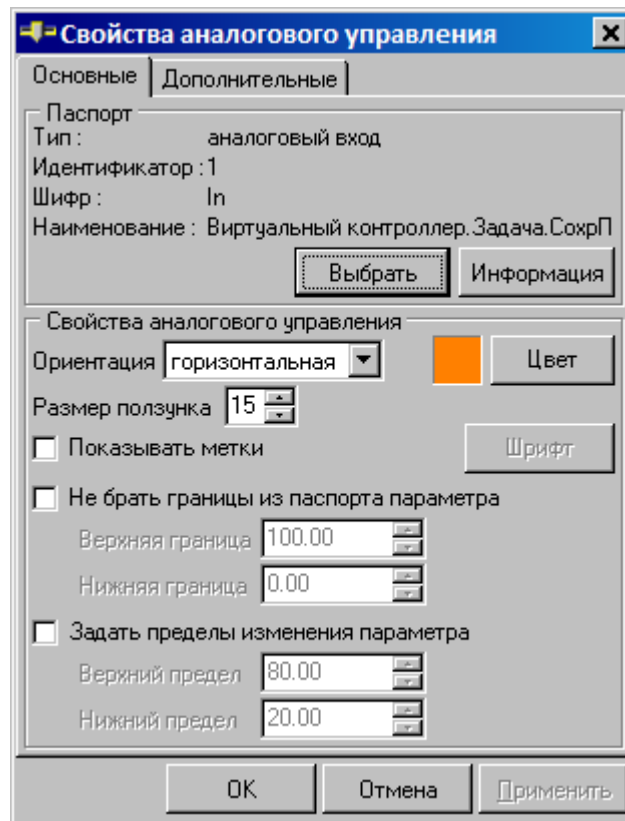 Свойства аналогового управления
Основные Дополнительные
Паспорт
Тип : аналоговый вход
Идентификатор : 1
Шифр : In
Наименование : Виртуальный контроллер.Задача.СохрП
Выбрать Информация
Свойства аналогового управления
Ориентация горизонтальная Цвет
Размер ползунка 15
Показывать метки Шрифт
Не брать границы из паспорта параметра
Верхняя граница 100.00
Нижняя граница 0.00
Задать пределы изменения параметра
Верхний предел 80.00
Нижний предел 20.00
OK Отмена Применить